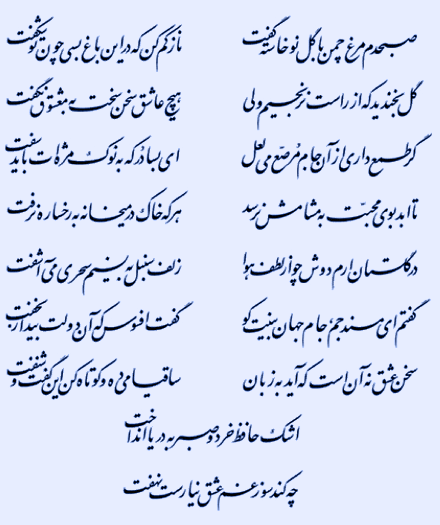 صبحدم مرغ چمن با گل نوخاسته گفت ناز کم کن که در این باغ بسی چون تو شکفت
گل بخندید که از راست نرنجیم ولی هیچ عاشق سخن سخت به معشوق نگفت
گر طمع داری از آن جام مرصع می لعل ای بسا در که به نوک مژه‌ات باید سفت
تا ابد بوی محبت به مشامش نرسد هر که خاک در میخانه به رخساره نرفت
در گلستان ارم دوش چو از لطف هوا زلف سنبل به نسیم سحری می‌آشفت
گفتم ای مسند جم جام جهان بینت کو گفت افسوس که آن دولت بیدار بخفت
سخن عشق نه آن است که آید به زبان ساقیا می ده و کوتاه کن این گفت و شنفت
اشک حافظ خرد و صبر به دریا انداخت
چه کند سوز غم عشق نیارست نهفت